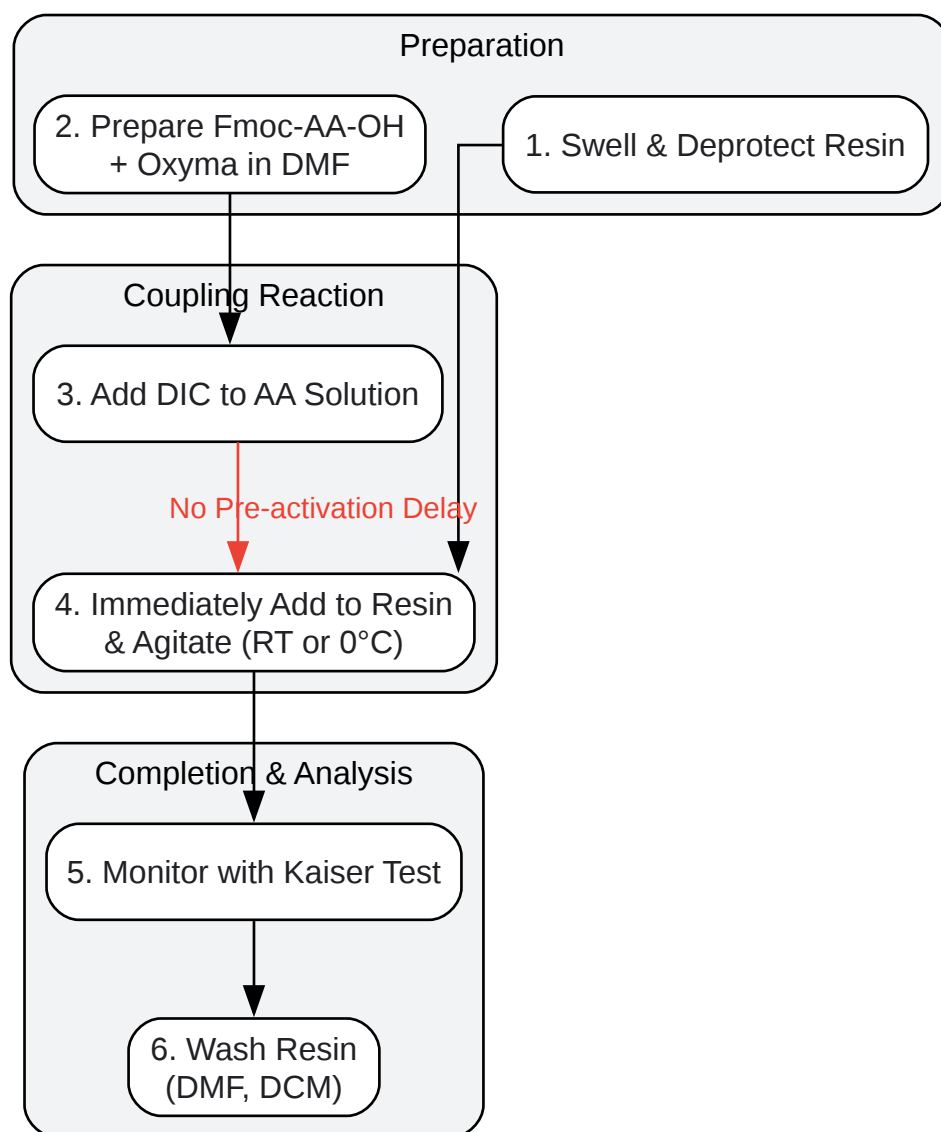 Preparation
2. Prepare Fmoc-AA-OH
+ Oxyma in DMF
1. Swell & Deprotect Resin
Coupling Reaction
3. Add DIC to AA Solution
No Pre-activation Delay
4. Immediately Add to Resin
& Agitate (RT or 0°C)
Completion & Analysis
5. Monitor with Kaiser Test
6. Wash Resin
(DMF, DCM)